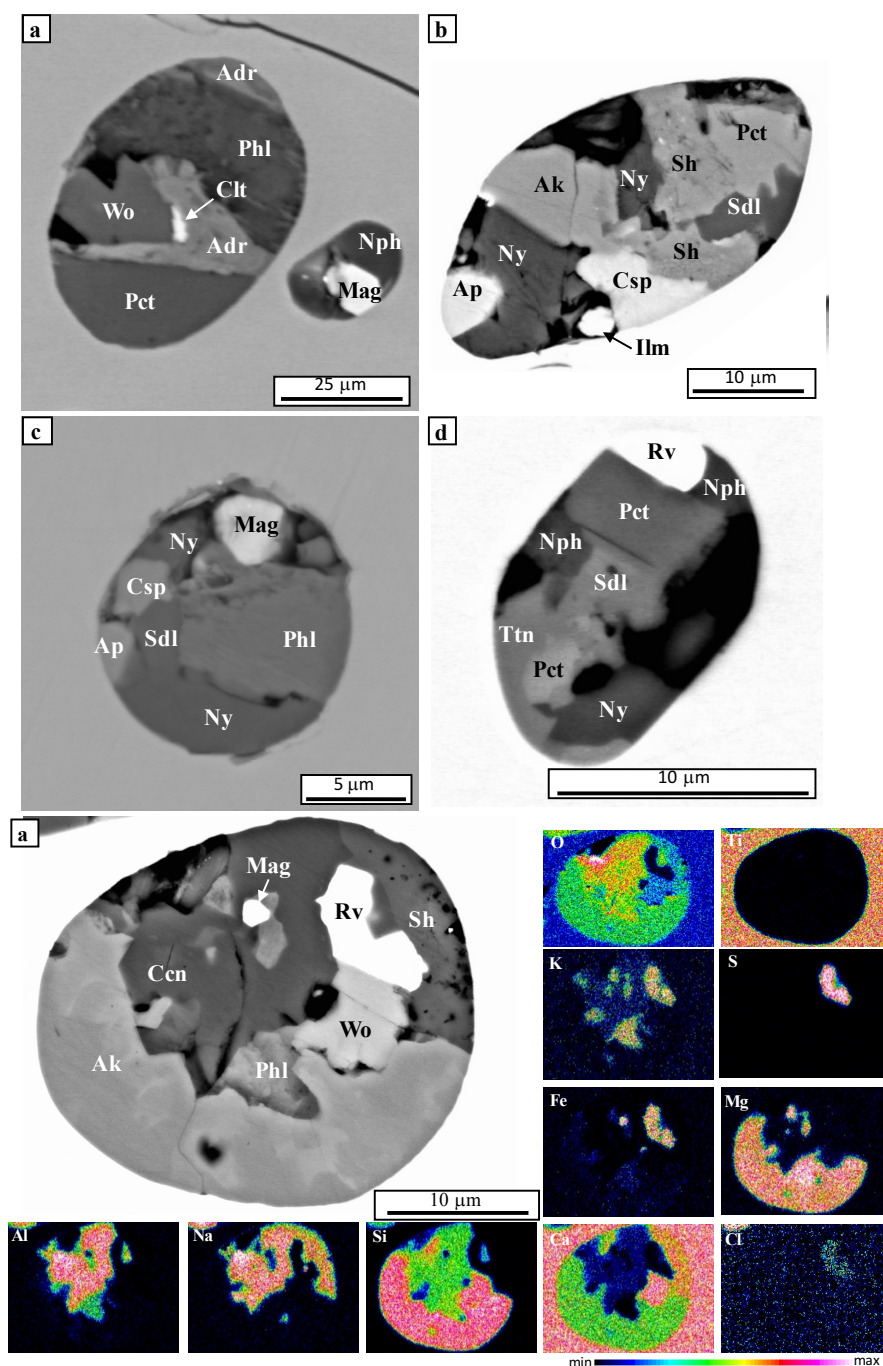 a
Adr
Phl
Clt
Wo
Adr
Nph
Mag
Pct
25 μm
b
Pct
Sh
Ny
Ak
Sdl
Ny
Sh
Csp
Ap
Ilm
10 μm
c
Mag
Ny
Csp
Sdl
Ap
Phl
Ny
5 μm
d
Rv
Nph
Pct
Nph
Sdl
Ttn
Pct
Ny
10 μm
a
Mag
Rv
Sh
Ccn
Wo
Ak
Phl
10 μm
O
Ti
K
S
Fe
Mg
Al
Na
Si
Ca
Cl
min
max